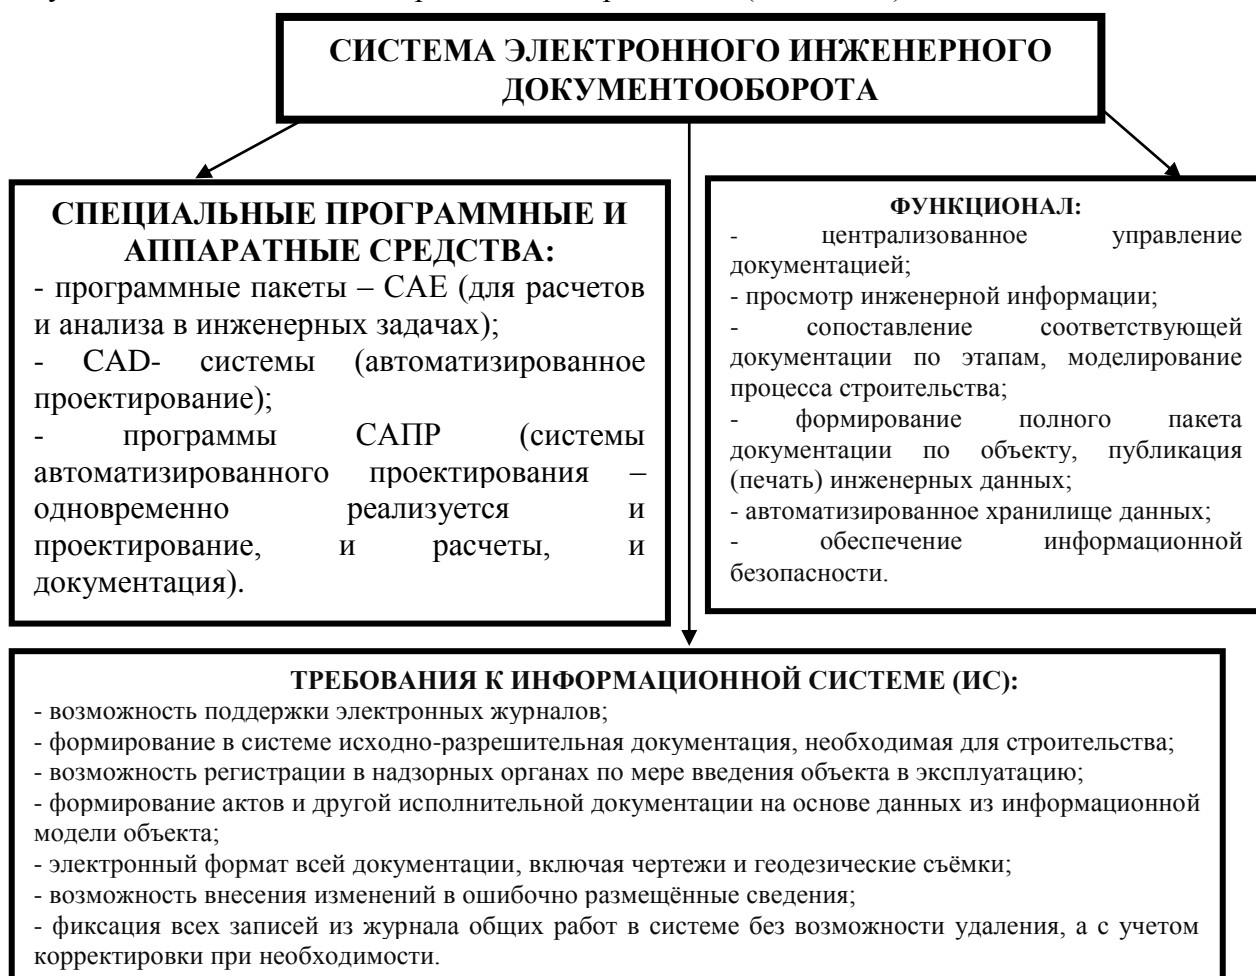 СИСТЕМА ЭЛЕКТРОННОГО ИНЖЕНЕРНОГО
ДОКУМЕНТООБОРОТА
СПЕЦИАЛЬНЫЕ ПРОГРАММНЫЕ И
АППАРАТНЫЕ СРЕДСТВА:
- программные пакеты – CAE (для расчетов
и анализа в инженерных задачах);
- CAD- системы (автоматизированное
проектирование);
- программы САПР (системы
автоматизированного проектирования –
одновременно реализуется и
проектирование, и расчеты, и
документация).
ФУНКЦИОНАЛ:
- централизованное управление
документацией;
- просмотр инженерной информации;
- сопоставление соответствующей
документации по этапам, моделирование
процесса строительства;
- формирование полного пакета
документации по объекту, публикация
(печать) инженерных данных;
- автоматизированное хранилище данных;
- обеспечение информационной
безопасности.
ТРЕБОВАНИЯ К ИНФОРМАЦИОННОЙ СИСТЕМЕ (ИС):
- возможность поддержки электронных журналов;
- формирование в системе исходно-разрешительная документация, необходимая для строительства;
- возможность регистрации в надзорных органах по мере введения объекта в эксплуатацию;
- формирование актов и другой исполнительной документации на основе данных из информационной
модели объекта;
- электронный формат всей документации, включая чертежи и геодезические съёмки;
- возможность внесения изменений в ошибочно размещённые сведения;
- фиксация всех записей из журнала общих работ в системе без возможности удаления, а с учетом
корректировки при необходимости.